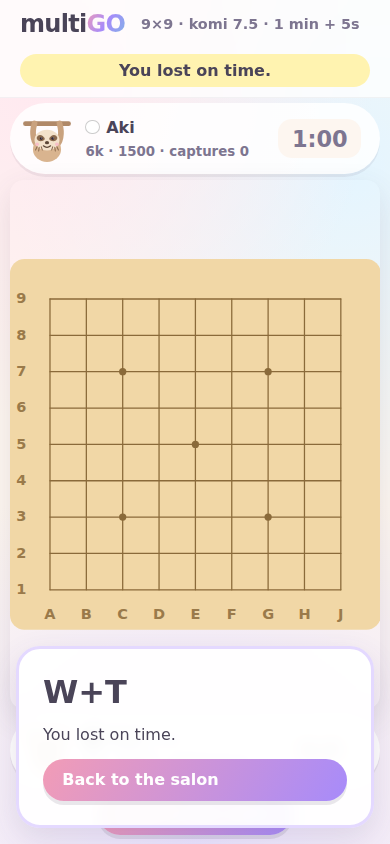 multiGO 9×9 · komi 7.5 · 1 min + 5s
You lost on time.
Aki
6k · 1500 · captures 0
1:00
9
8
7
6
5
4
3
2
1
A B C D E F G H J
W+T
You lost on time.
Back to the salon